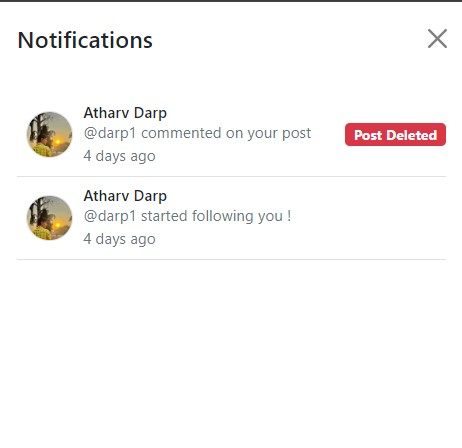 Notifications
Atharv Darp
@darp1 commented on your post
Post Deleted
4 days ago
Atharv Darp
@darp1 started following you !
4 days ago